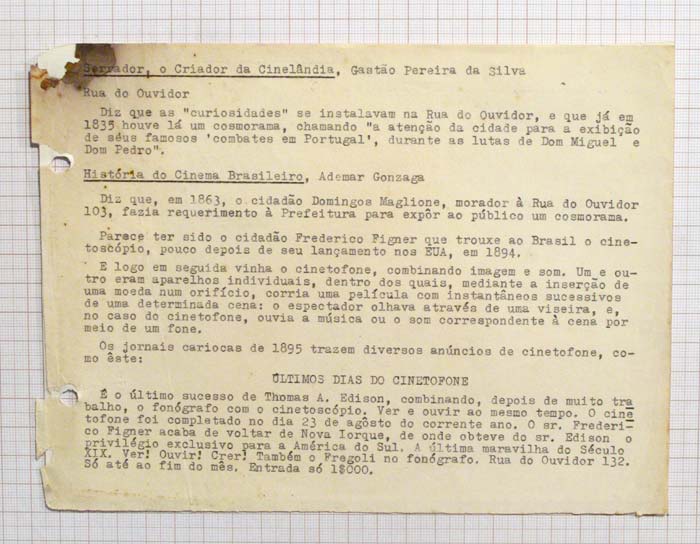 Serrador, o Criador da Cinelândia, Gastão Pereira da Silva
Rua do Ouvidor
Diz que as "curiosidades" se instalavam na Rua do Ouvidor, e que já em
1835 houve lá um cosmorama, chamando "a atenção da cidade para a exibição
de seus famosos 'combates em Portugal', durante as lutas de Dom Miguel e
Dom Pedro".
História do Cinema Brasileiro, Ademar Gonzaga
Diz que, em 1863, o cidadão Domingos Maglione, morador à Rua do Ouvidor
103, fazia requerimento à Prefeitura para expôr ao público um cosmorama.
Parece ter sido o cidadão Frederico Figner que trouxe ao Brasil o cine-
toscópio, pouco depois de seu lançamento nos EUA, em 1894.
E logo em seguida vinha o cinetofone, combinando imagem e som. Um e ou-
tro eram aparelhos individuais, dentro dos quais, mediante a inserção de
uma moeda num orifício, corria uma película com instantâneos sucessivos
de uma determinada cena: o espectador olhava através de uma viseira, e,
no caso do cinetofone, ouvia a música ou o som correspondente à cena por
meio de um fone.
Os jornais cariocas de 1895 trazem diversos anúncios de cinetofone, co-
mo êste:
ÚLTIMOS DIAS DO CINETOFONE
É o último sucesso de Thomas A. Edison, combinando, depois de muito tra
balho, o fonógrafo com o cinetoscópio. Ver e ouvir ao mesmo tempo. O cine
tofone foi completado no dia 23 de agôsto do corrente ano. O sr. Frederi-
co Figner acaba de voltar de Nova Iorque, de onde obteve do sr. Edison o
privilégio exclusivo para a América do Sul. A última maravilha do Século
XIX. Ver! Ouvir! Crer! Também o Fregoli no fonógrafo. Rua do Ouvidor 132.
Só até ao fim do mês. Entrada só 1$000.